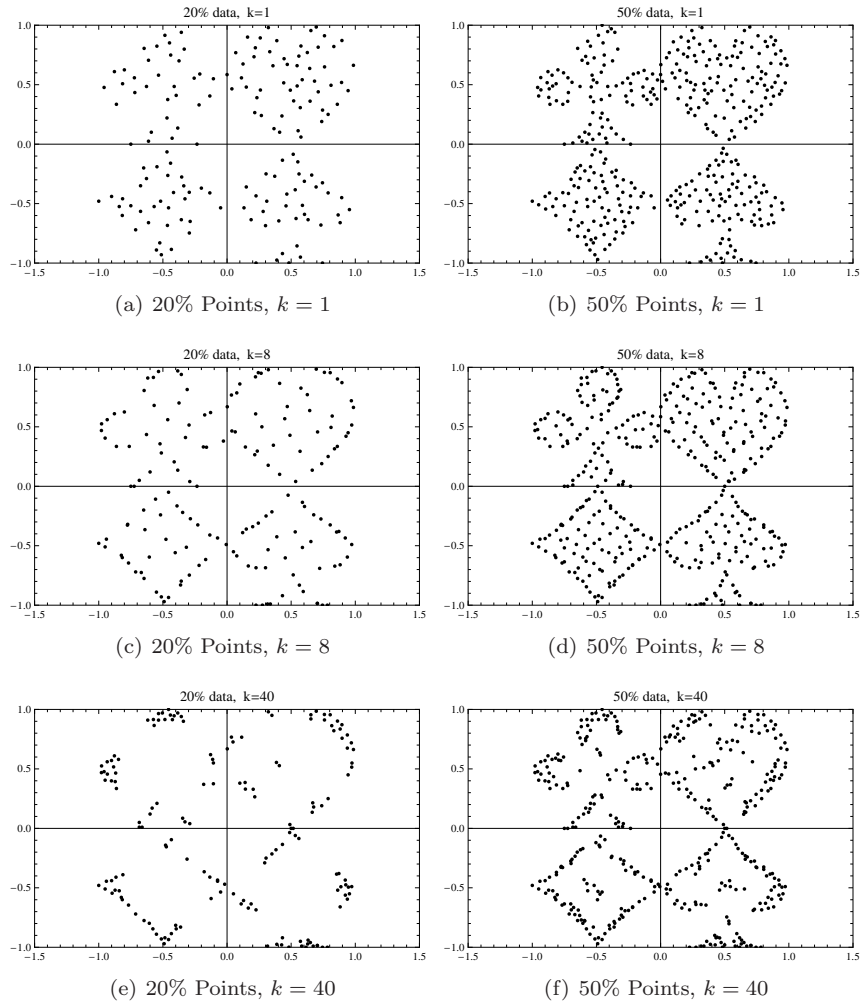 20% data, k=1
1.0
0.5
0.0
−0.5
−1.0
−1.5 −1.0 −0.5 0.0 0.5 1.0 1.5
(a) 20% Points, k = 1
50% data, k=1
1.0
0.5
0.0
−0.5
−1.0
−1.5 −1.0 −0.5 0.0 0.5 1.0 1.5
(b) 50% Points, k = 1
20% data, k=8
1.0
0.5
0.0
−0.5
−1.0
−1.5 −1.0 −0.5 0.0 0.5 1.0 1.5
(c) 20% Points, k = 8
50% data, k=8
1.0
0.5
0.0
−0.5
−1.0
−1.5 −1.0 −0.5 0.0 0.5 1.0 1.5
(d) 50% Points, k = 8
20% data, k=40
1.0
0.5
0.0
−0.5
−1.0
−1.5 −1.0 −0.5 0.0 0.5 1.0 1.5
(e) 20% Points, k = 40
50% data, k=40
1.0
0.5
0.0
−0.5
−1.0
−1.5 −1.0 −0.5 0.0 0.5 1.0 1.5
(f) 50% Points, k = 40